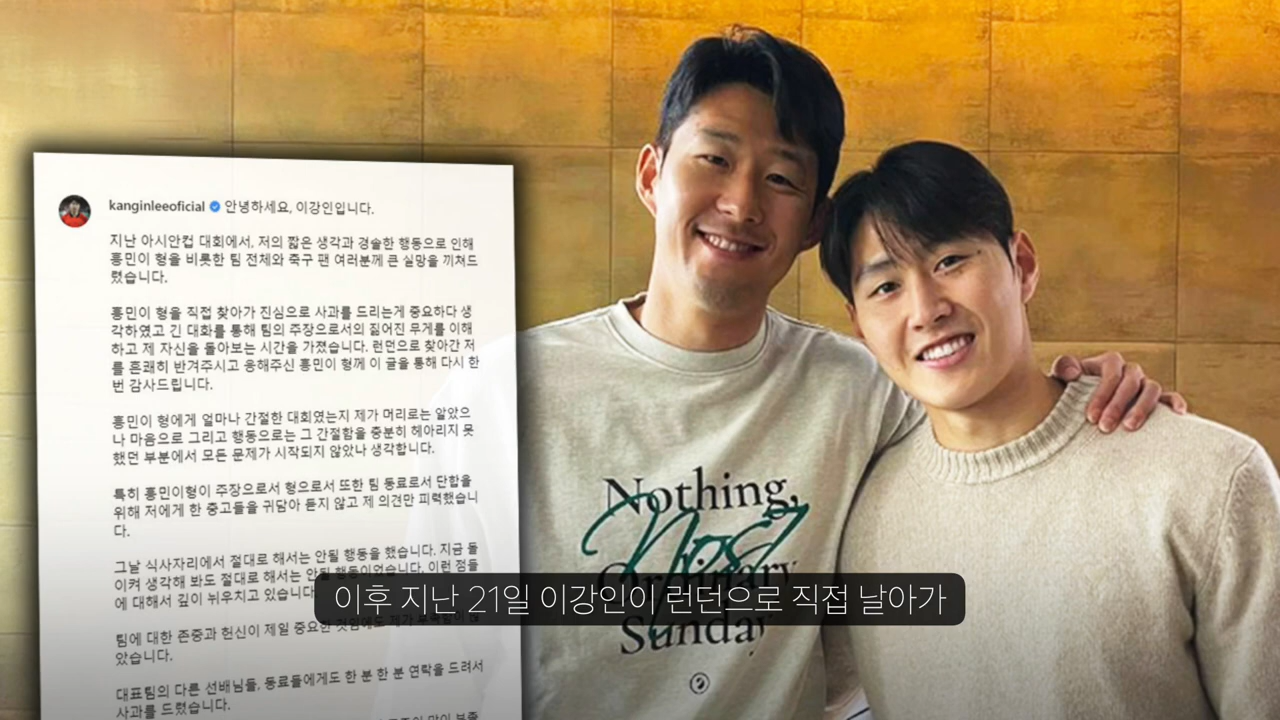 kanginleeoficial 안녕하세요, 이강인입니다.
지난 아시안컵 대회에서, 저의 짧은 생각과 경솔한 행동으로 인해
흥민이 형을 비롯한 팀 전체와 축구 팬 여러분께 큰 실망을 끼쳐드
렸습니다.
흥민이 형을 직접 찾아가 진심으로 사과를 드리는게 중요하다 생
각하였고 긴 대화를 통해 팀의 주장으로서의 짊어진 무게를 이해
하고 제 자신을 돌아보는 시간을 가졌습니다. 런던으로 찾아간 저
를 흔쾌히 반겨주시고 응해주신 흥민이 형께 이 글을 통해 다시 한
번 감사드립니다.
흥민이 형에게 얼마나 간절한 대회였는지 제가 머리로는 알았으
나 마음으로 그리고 행동으로는 그 간절함을 충분히 헤아리지 못
했던 부분에서 모든 문제가 시작되지 않았나 생각합니다.
특히 흥민이형이 주장으로서 형으로서 또한 팀 동료로서 단합을
위해 저에게 한 충고들을 귀담아 듣지 않고 제 의견만 피력했습니
다.
그날 식사자리에서 절대로 해서는 안될 행동을 했습니다. 지금 돌
이켜 생각해 봐도 절대로 해서는 안될 행동이었습니다. 이런 점들
에 대해서 깊이 뉘우치고 있습니다
팀에 대한 존중과 헌신이 제일 중요한 것임에도 제가 부족함이 많
았습니다.
대표팀의 다른 선배님들, 동료들에게도 한 분 한 분 연락을 드려서
사과를 드렸습니다.
Nothing,
Nosd
Ordinary
Sunday
이후 지난 21일 이강인이 런던으로 직접 날아가